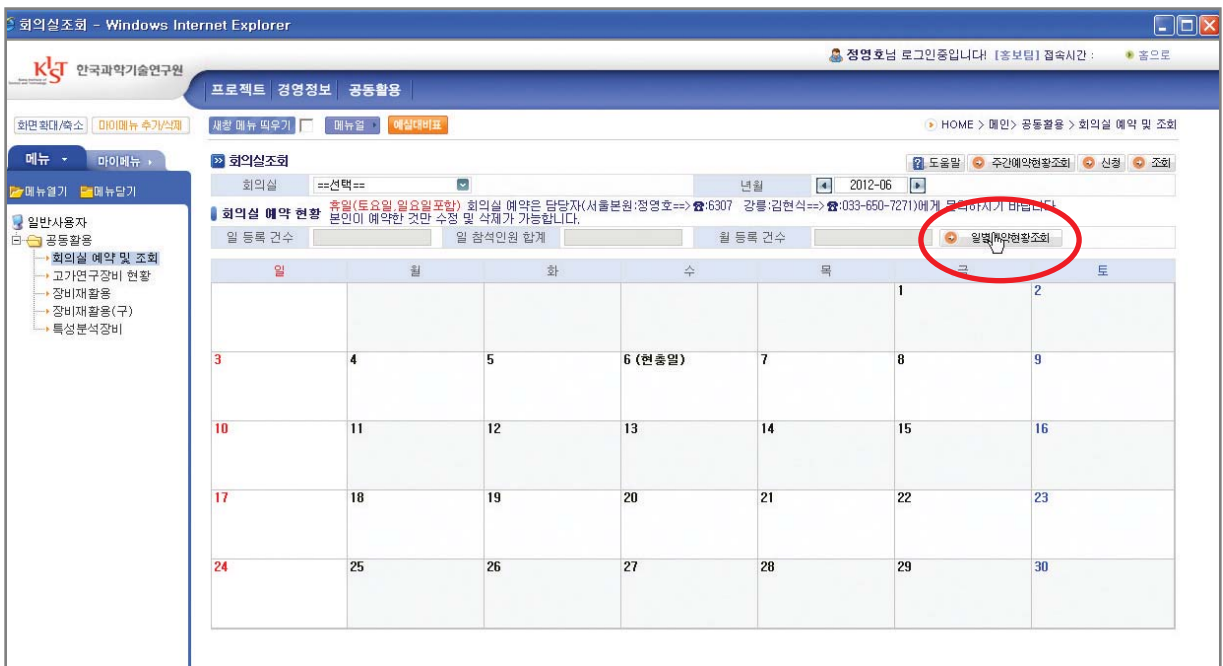 회의실조회 - Windows Internet Explorer
KIST 한국과학기술연구원
정영호님 로그인중입니다! [홍보팀] 접속시간 : 홈으로
프로젝트 경영정보 공동활용
화면확대/축소 마이메뉴 추가/삭제 새창 메뉴 띄우기 메뉴얼 예실대비표 HOME > 메인> 공동활용 > 회의실 예약 및 조회
메뉴 마이메뉴
메뉴열기 메뉴닫기
일반사용자
공동활용
회의실 예약 및 조회
고가연구장비 현황
장비재활용
장비재활용(구)
특성분석장비
회의실조회 도움말 주간예약현황조회 신청 조회
회의실 ==선택== 년월 2012-06
회의실 예약 현황 휴일(토요일,일요일포함) 회의실 예약은 담당자(서울본원:정영호==>☎:6307 강릉:김현식==>☎:033-650-7271)에게 문의하시기 바랍니다
본인이 예약한 것만 수정 및 삭제가 가능합니다.
일 등록 건수 일 참석인원 합계 월 등록 건수 일별예약현황조회
일 월 화 수 목 금 토
1 2
3 4 5 6 (현충일) 7 8 9
10 11 12 13 14 15 16
17 18 19 20 21 22 23
24 25 26 27 28 29 30